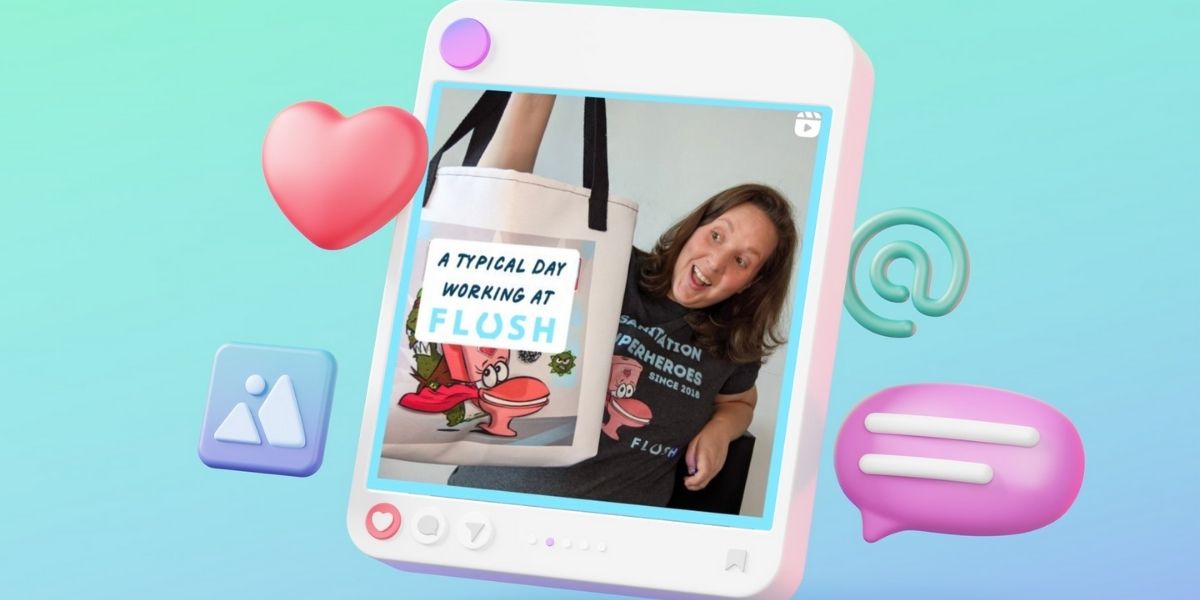 A TYPICAL DAY
WORKING AT
FLUSH
SANITATION
SUPERHEROES
SINCE 2018
FLUSH